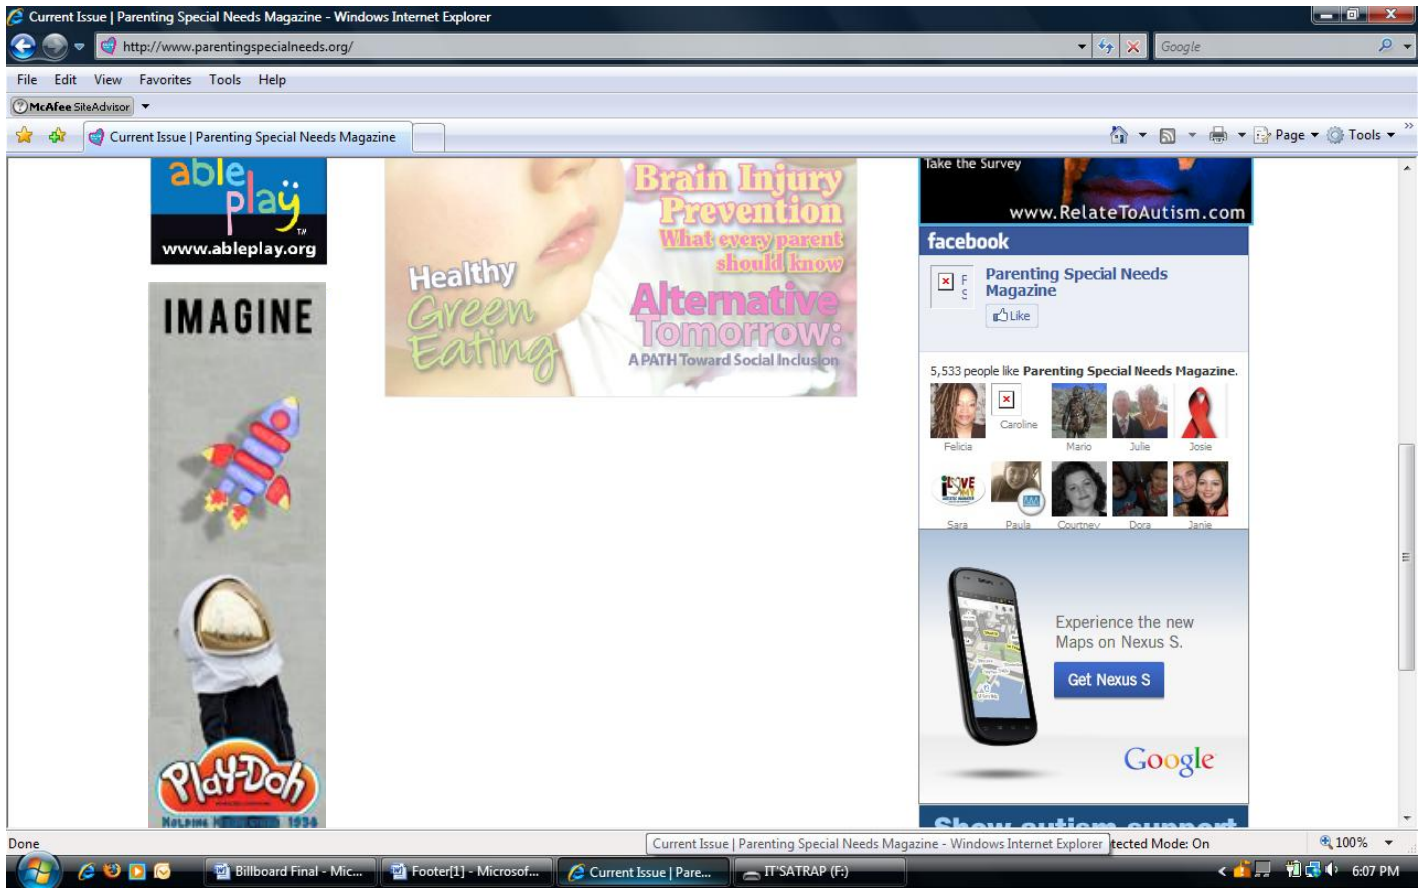 Current Issue | Parenting Special Needs Magazine - Windows Internet Explorer
http://www.parentingspecialneeds.org/
Google
File Edit View Favorites Tools Help
McAfee SiteAdvisor
Current Issue | Parenting Special Needs Magazine
Page Tools
able
play
TM
www.ableplay.org
IMAGINE
PLAY-DOH
Brain Injury
Prevention
What every parent
should know
Healthy
Green
Eating
Alternative
Tomorrow:
A PATH Toward Social Inclusion
Take the Survey
www.RelateToAutism.com
facebook
Parenting Special Needs
Magazine
Like
5,533 people like Parenting Special Needs Magazine.
Felicia Caroline Mario Julie Josie
Sara Paula Courtney Dora Janie
Experience the new
Maps on Nexus S.
Get Nexus S
Google
Show autism support
Done
Current Issue | Parenting Special Needs Magazine - Windows Internet Explorer
tected Mode: On
100%
Billboard Final - Mic...
Footer[1] - Microsof...
Current Issue | Pare...
IT'SATRAP (F:)
6:07 PM